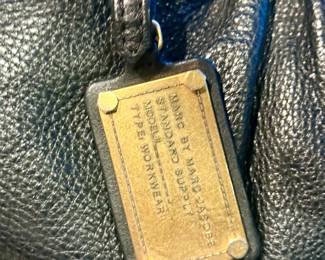 MARC BY MARC JACOBS
STANDARD SUPPLY
MODEL#
TYPE: WORKWEAR